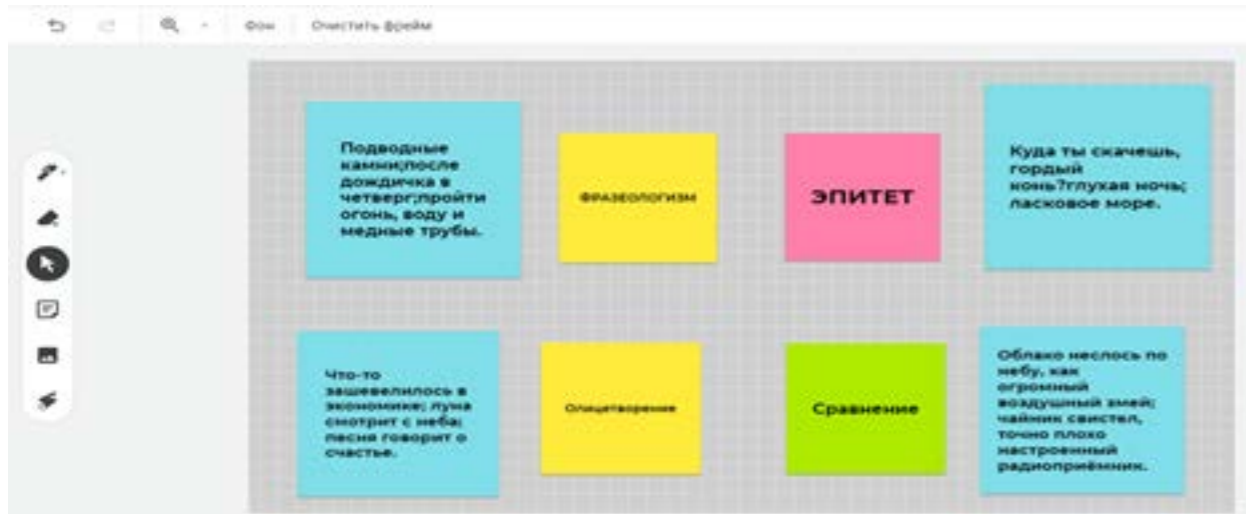 Фон Очистить фрейм
Подводные
камни;после
дождичка в
четверг;пройти
огонь, воду и
медные трубы.
ФРАЗЕОЛОГИЗМ
ЭПИТЕТ
Куда ты скачешь,
гордый
конь?глухая ночь;
ласковое море.
Что-то
зашевелилось в
экономике; луна
смотрит с неба;
песня говорит о
счастье.
Олицетворение
Сравнение
Облако неслось по
небу, как
огромный
воздушный змей;
чайник свистел,
точно плохо
настроенный
радиоприёмник.